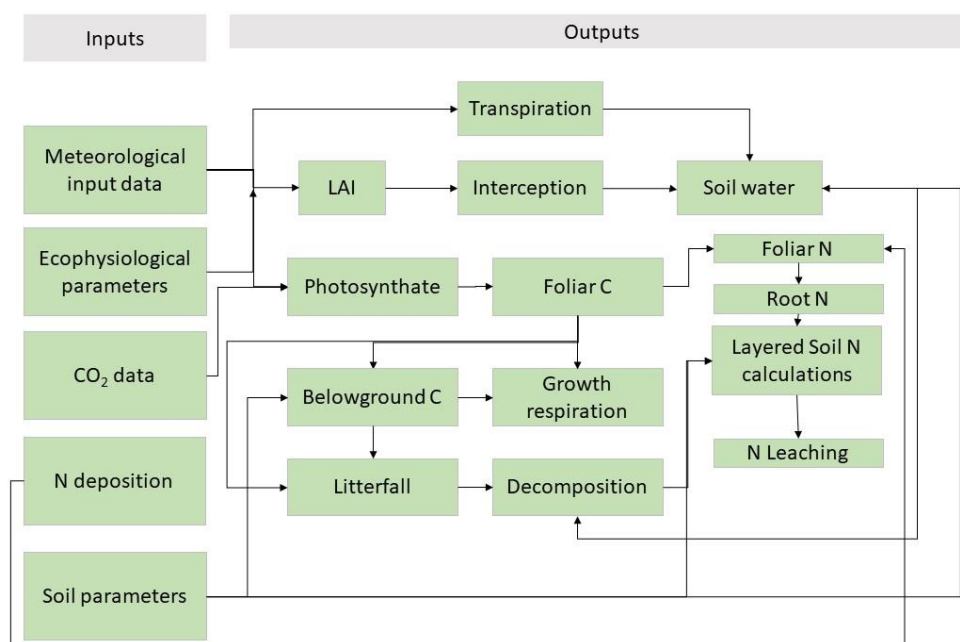 Inputs
Outputs
Transpiration
Meteorological
input data
LAI
Interception
Soil water
Ecophysiological
parameters
Foliar N
Photosynthate
Foliar C
Root N
CO₂ data
Layered Soil N
calculations
Belowground C
Growth
respiration
N deposition
N Leaching
Litterfall
Decomposition
Soil parameters